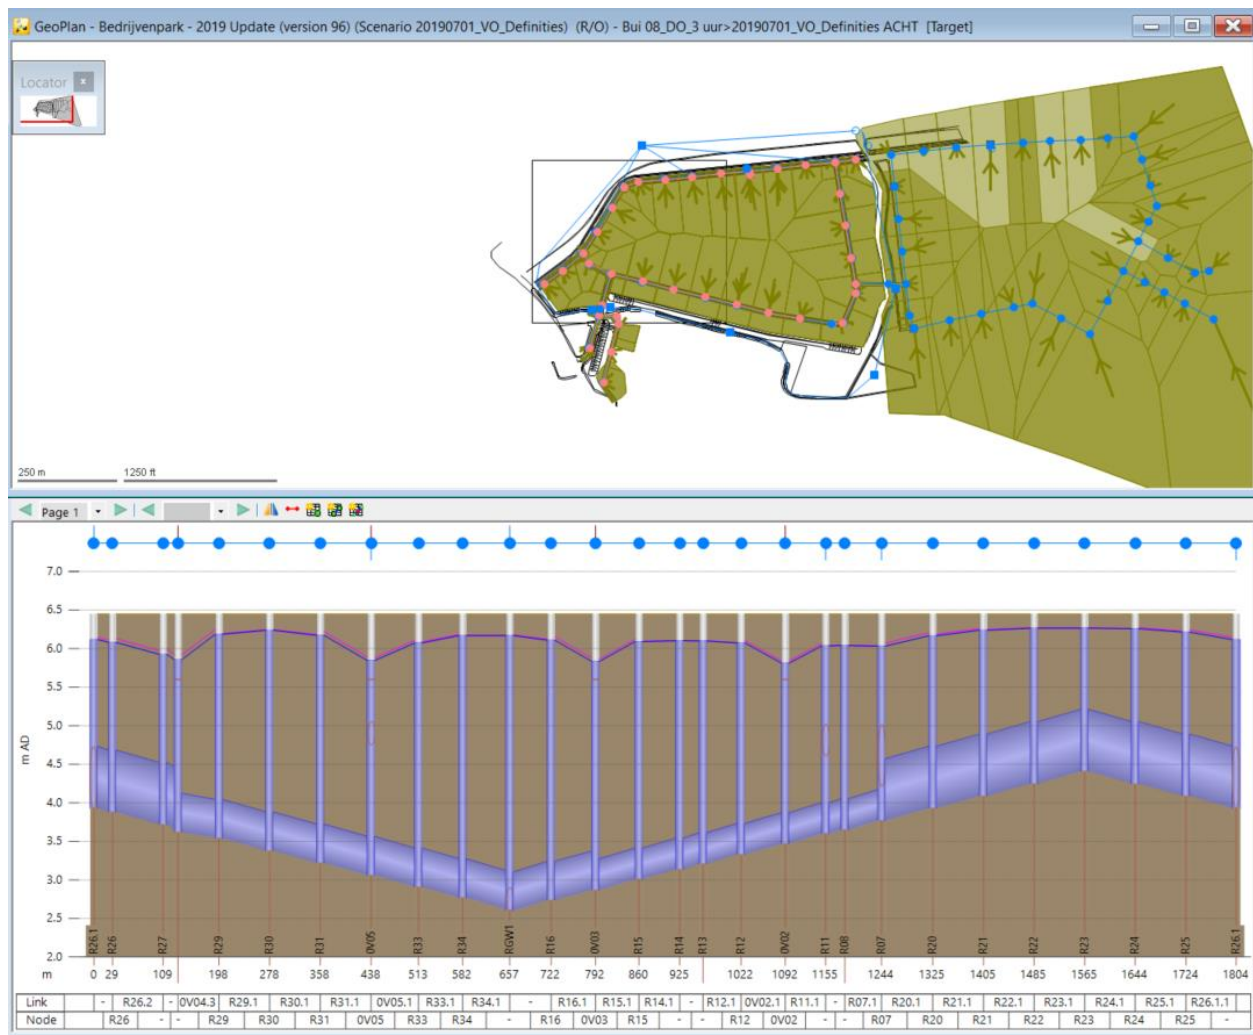 GeoPlan - Bedrijvenpark - 2019 Update (version 96) (Scenario 20190701_VO_Definities) (R/O) - Bui 08_DO_3 uur>20190701_VO_Definities ACHT [Target]
Locator x
250 m 1250 ft
Page 1
7.0
6.5
6.0
5.5
5.0
m AD
4.5
4.0
3.5
3.0
2.5
2.0
R26.1 R26 R27 R29 R30 R31 0V05 R33 R34 RGW1 R16 0V03 R15 R14 R13 R12 0V02 R11 R08 R07 R20 R21 R22 R23 R24 R25 R26.1
m 0 29 109 198 278 358 438 513 582 657 722 792 860 925 1022 1092 1155 1244 1325 1405 1485 1565 1644 1724 1804
Link - R26.2 - 0V04.3 R29.1 R30.1 R31.1 0V05.1 R33.1 R34.1 - R16.1 R15.1 R14.1 - R12.1 0V02.1 R11.1 - R07.1 R20.1 R21.1 R22.1 R23.1 R24.1 R25.1 R26.1.1
Node R26 - - R29 R30 R31 0V05 R33 R34 - R16 0V03 R15 - - R12 0V02 - - R07 R20 R21 R22 R23 R24 R25 -